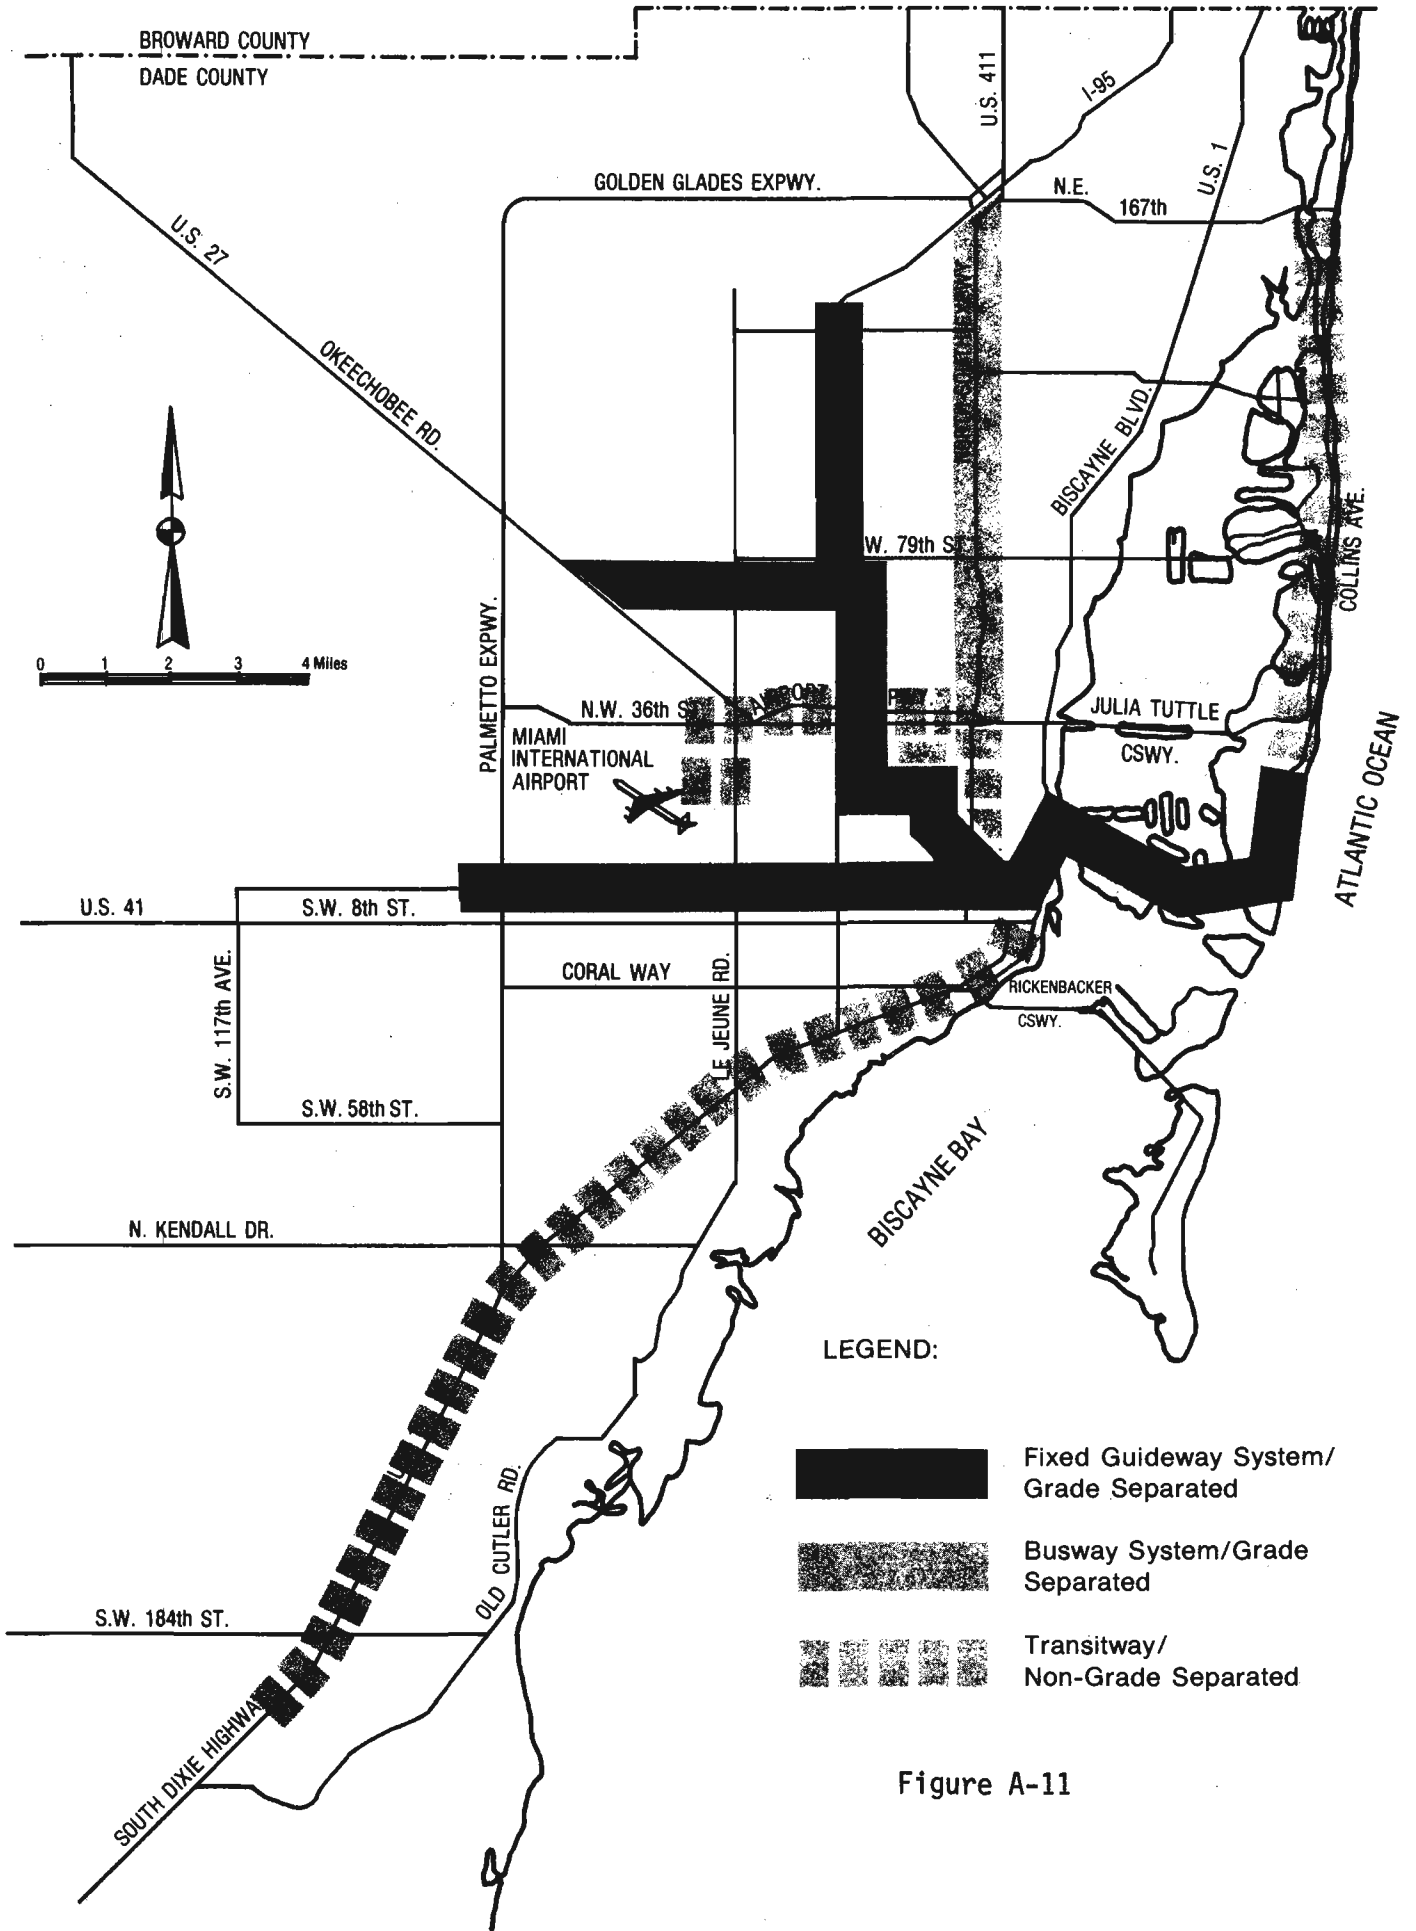 BROWARD COUNTY
DADE COUNTY
U.S. 411
I-95
U.S. 1
GOLDEN GLADES EXPWY.
N.E.
167th
U.S. 27
OKEECHOBEE RD.
BISCAYNE BLVD.
COLLINS AVE.
W. 79th ST
PALMETTO EXPWY.
0 1 2 3 4 Miles
N.W. 36th ST
AIRPORT
PWY.
JULIA TUTTLE
CSWY.
MIAMI
INTERNATIONAL
AIRPORT
ATLANTIC OCEAN
U.S. 41
S.W. 8th ST.
S.W. 117th AVE.
CORAL WAY
LE JEUNE RD.
RICKENBACKER
CSWY.
S.W. 58th ST.
BISCAYNE BAY
N. KENDALL DR.
OLD CUTLER RD.
S.W. 184th ST.
SOUTH DIXIE HIGHWAY
LEGEND:
Fixed Guideway System/
Grade Separated
Busway System/Grade
Separated
Transitway/
Non-Grade Separated
Figure A-11